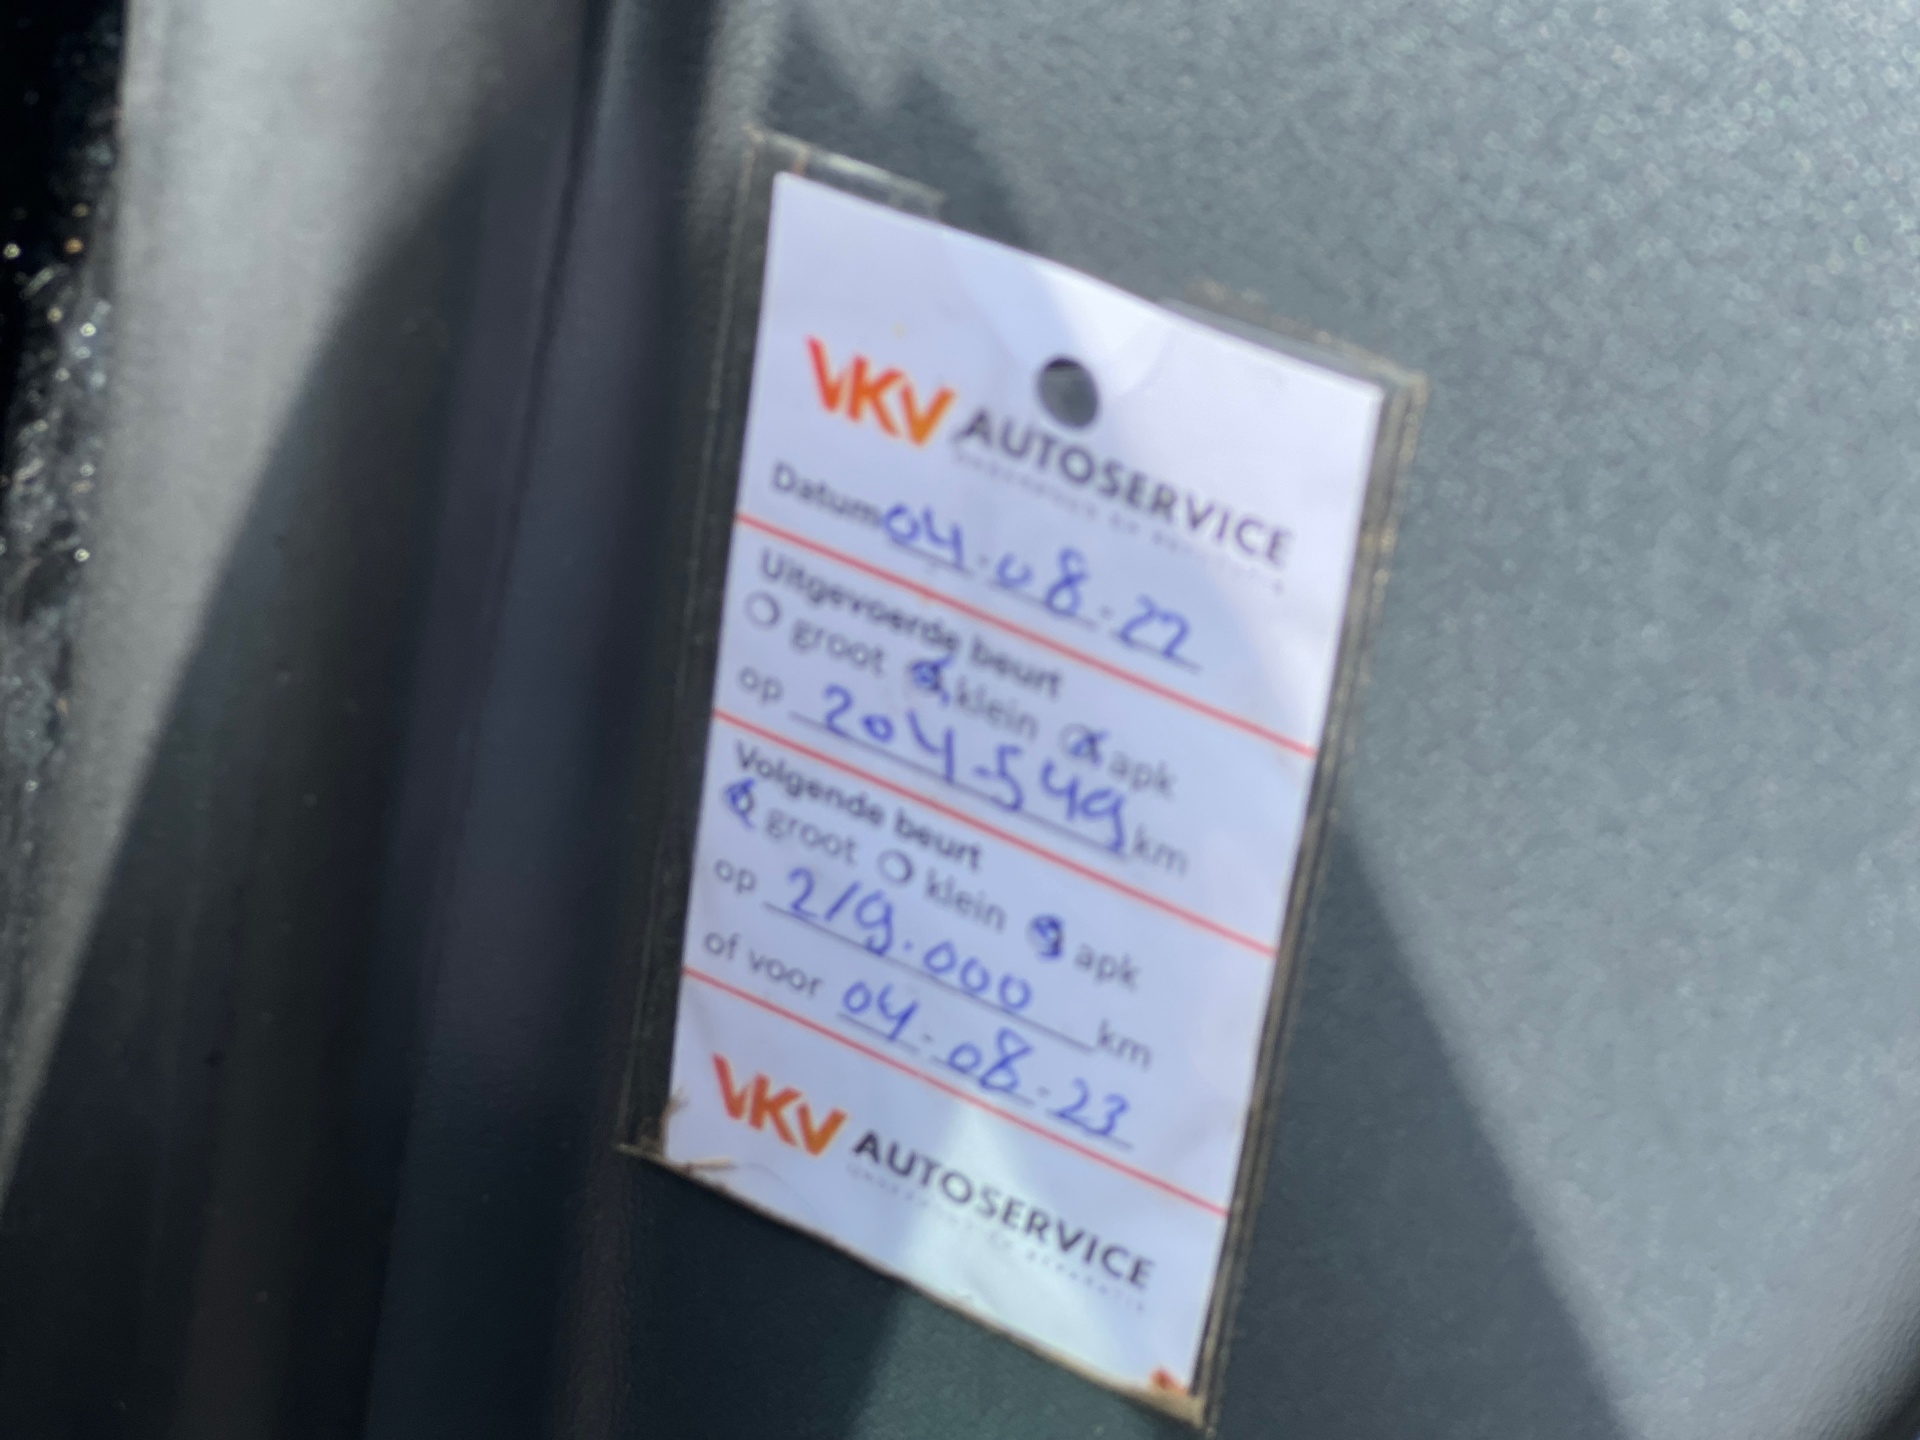 VKV AUTOSERVICE
Datum 04-08-22
Uitgevoerde beurt
groot klein apk
op 204.549 km
Volgende beurt
groot klein apk
op 219.000 km
of voor 04-08-23
VKV AUTOSERVICE